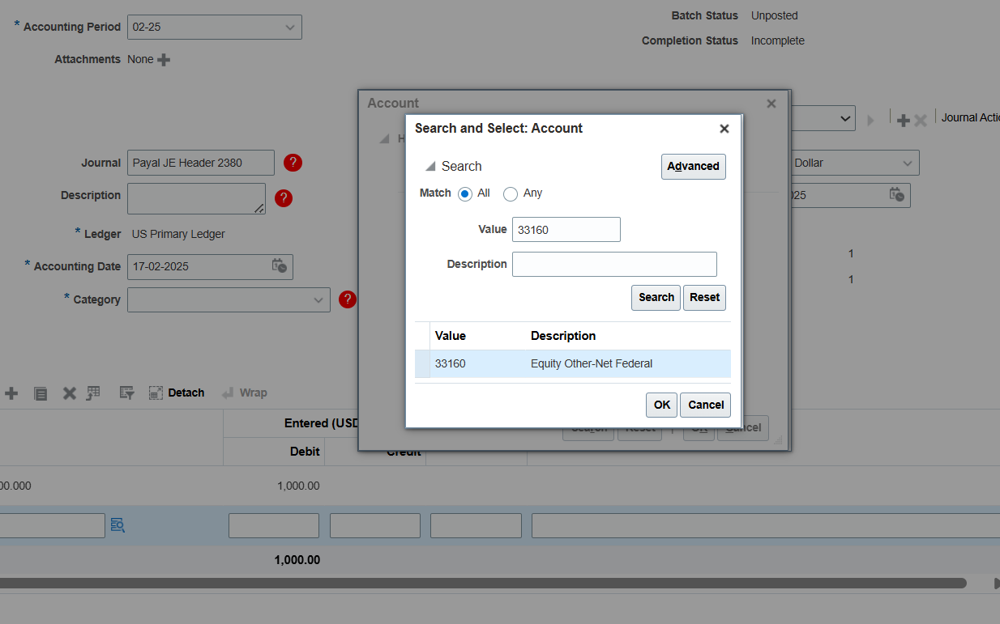 * Accounting Period 02-25
Attachments None
Batch Status Unposted
Completion Status Incomplete
Journal Payal JE Header 2380 ?
Description ?
* Ledger US Primary Ledger
* Accounting Date 17-02-2025
* Category ?
Account
H
Journal Acti
Dollar
25
1
1
Search and Select: Account
Search
Advanced
Match All Any
Value 33160
Description
Search Reset
Value Description
33160 Equity Other-Net Federal
OK Cancel
Search Reset OK Cancel
Detach Wrap
Entered (USD
Debit Credit
00.000 1,000.00
1,000.00